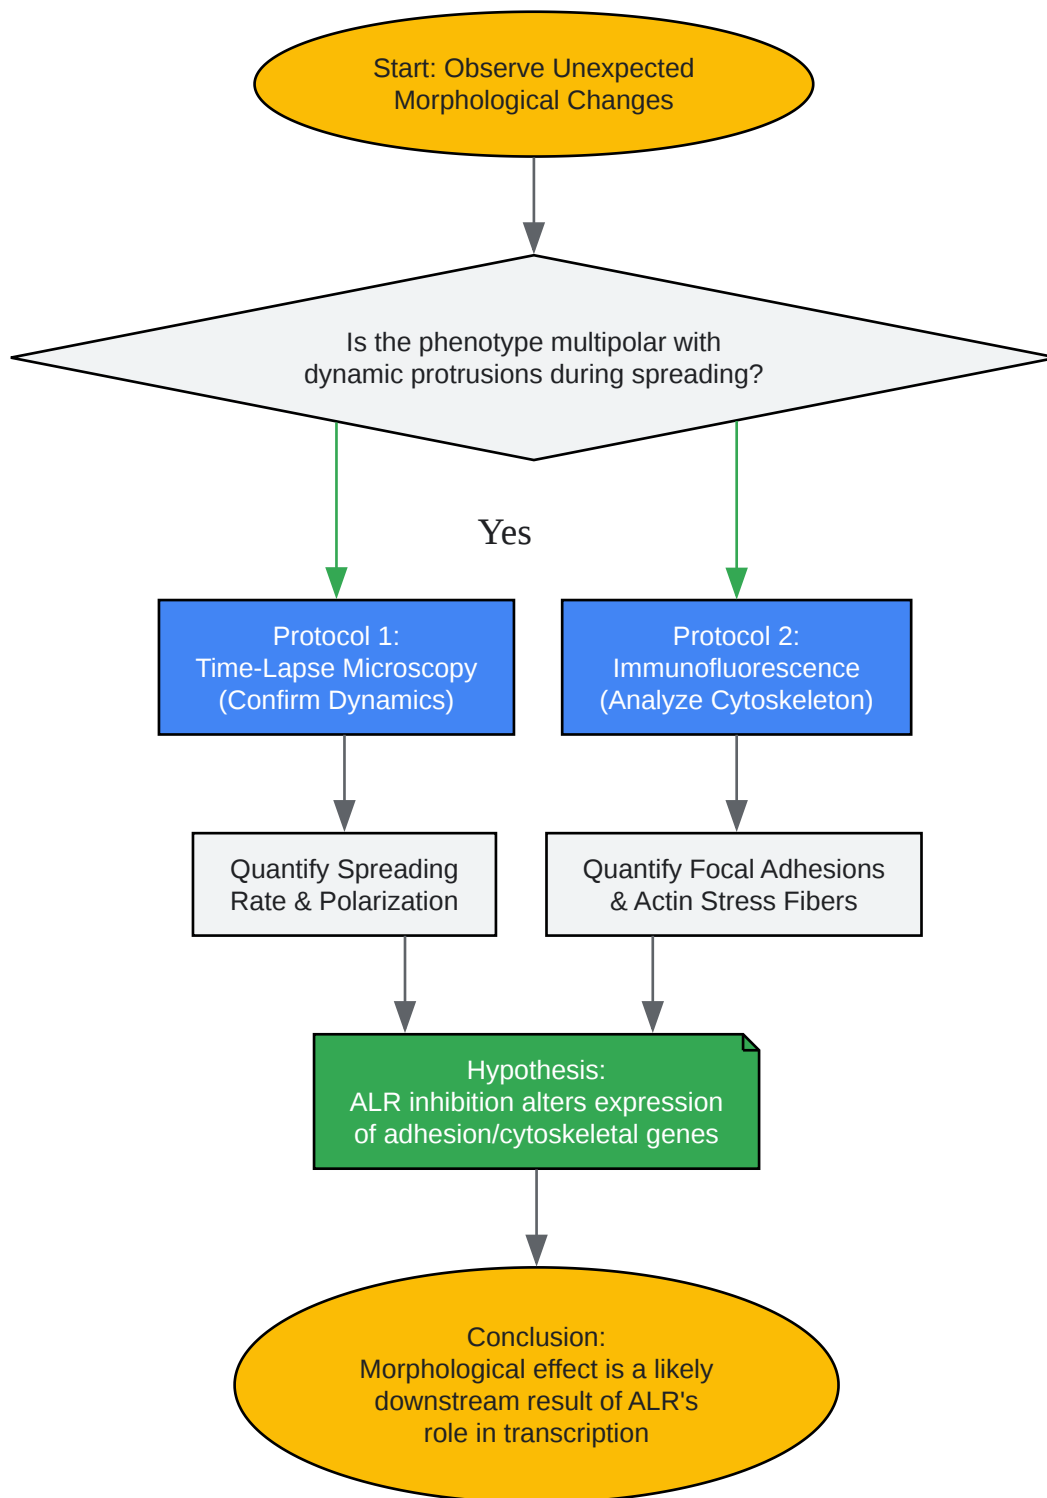 Start: Observe Unexpected
Morphological Changes
Is the phenotype multipolar with
dynamic protrusions during spreading?
Yes
Protocol 1:
Time-Lapse Microscopy
(Confirm Dynamics)
Protocol 2:
Immunofluorescence
(Analyze Cytoskeleton)
Quantify Spreading
Rate & Polarization
Quantify Focal Adhesions
& Actin Stress Fibers
Hypothesis:
ALR inhibition alters expression
of adhesion/cytoskeletal genes
Conclusion:
Morphological effect is a likely
downstream result of ALR's
role in transcription